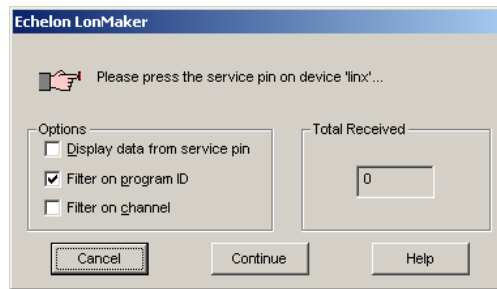 Echelon LonMaker
Please press the service pin on device 'linx'...
Options
Display data from service pin
Filter on program ID
Filter on channel
Total Received
0
Cancel
Continue
Help